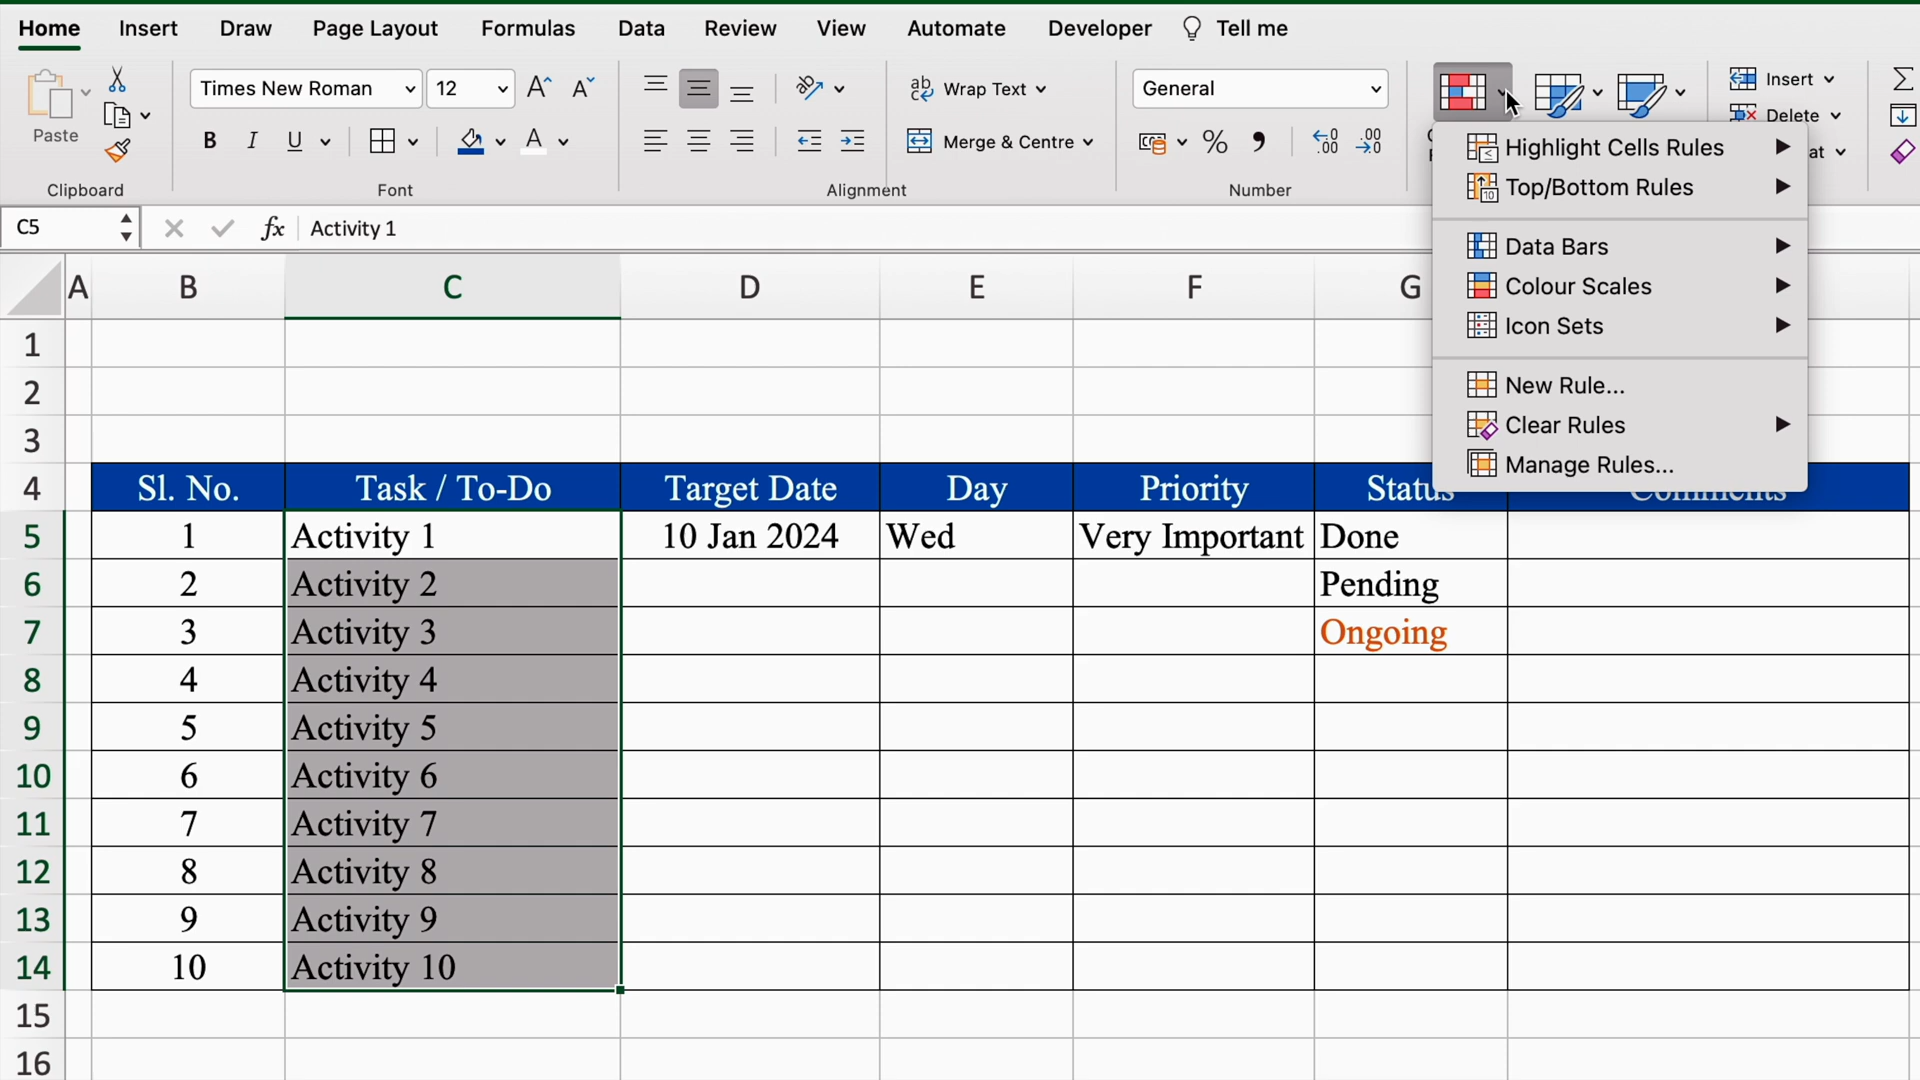 Home Insert Draw Page Layout Formulas Data Review View Automate Developer Tell me
Paste
Clipboard
Times New Roman 12
B I U A
Font
Wrap Text
Merge & Centre
Alignment
General
% 9 .00 .00
Number
Insert
Delete
at
Highlight Cells Rules
Top/Bottom Rules
Data Bars
Colour Scales
Icon Sets
New Rule...
Clear Rules
Manage Rules...
C5 fx Activity 1
A B C D E F G
1
2
3
4 Sl. No. Task / To-Do Target Date Day Priority Status Comments
5 1 Activity 1 10 Jan 2024 Wed Very Important Done
6 2 Activity 2 Pending
7 3 Activity 3 Ongoing
8 4 Activity 4
9 5 Activity 5
10 6 Activity 6
11 7 Activity 7
12 8 Activity 8
13 9 Activity 9
14 10 Activity 10
15
16